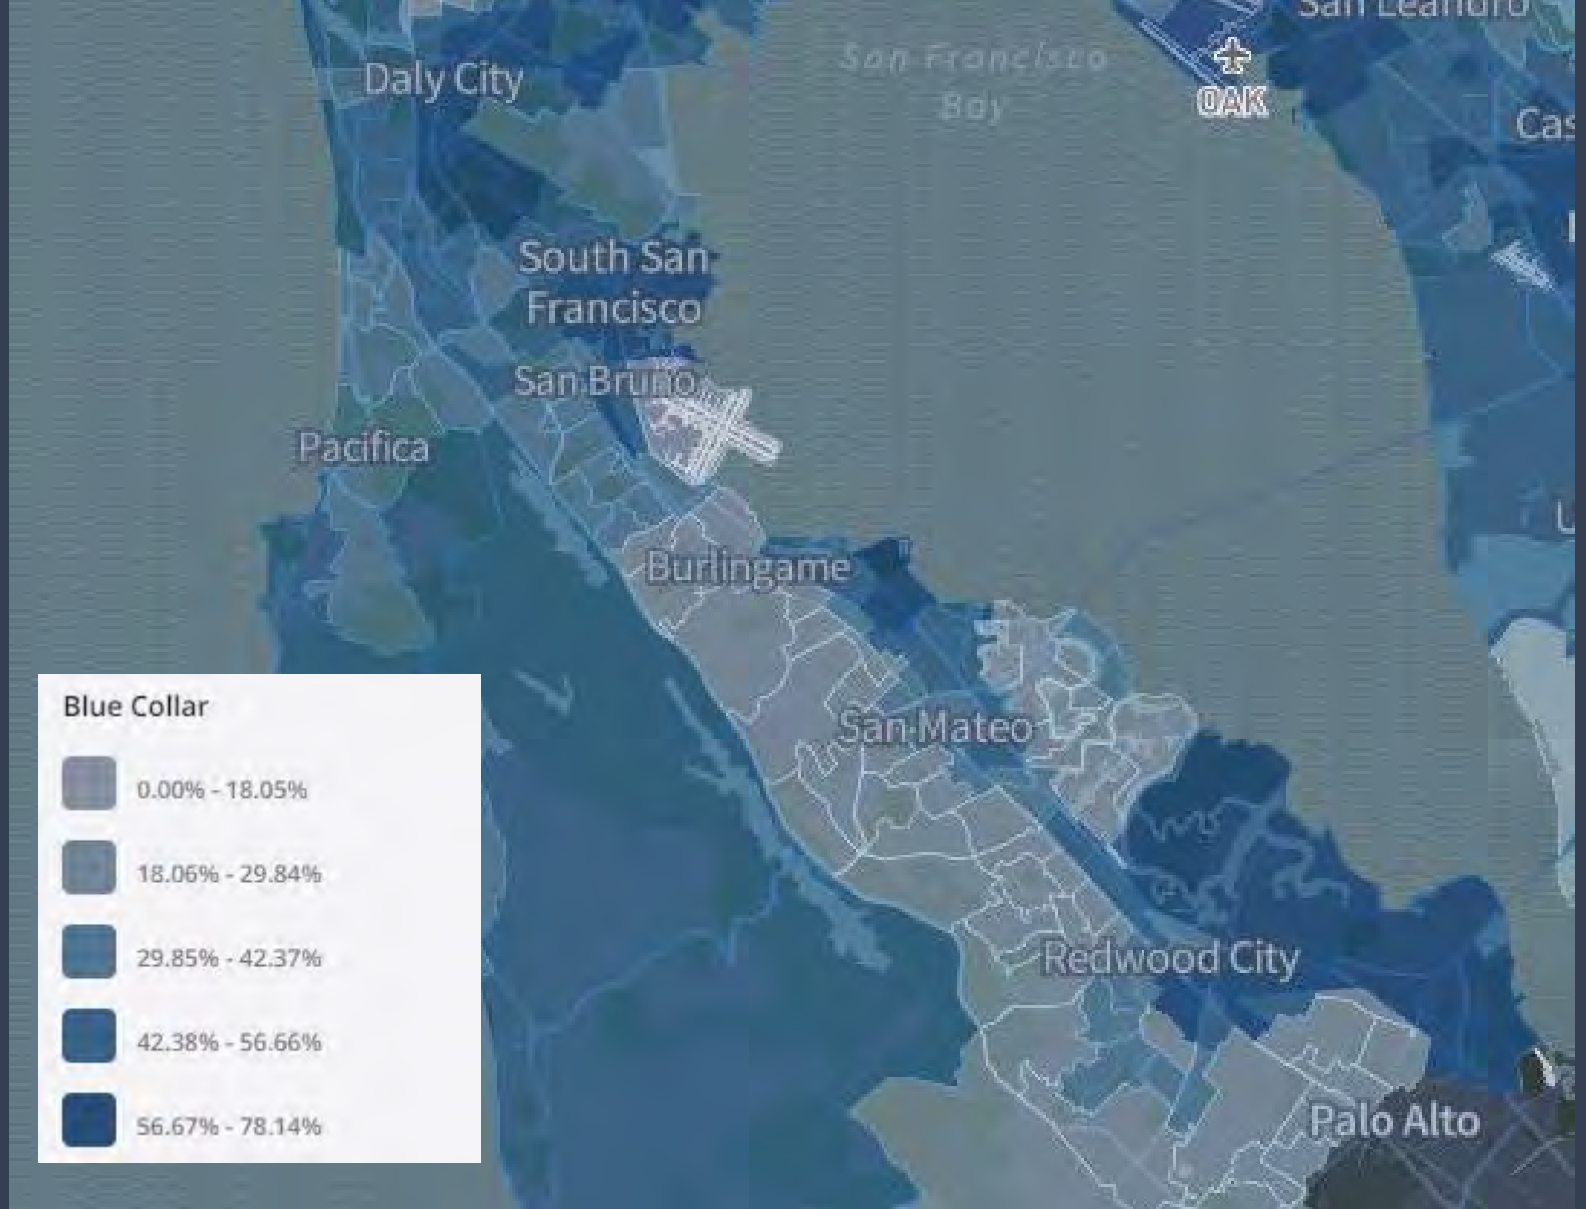 San Leandro
San Francisco
Bay
Daly City
OAK
South San
Francisco
San Bruno
Pacifica
Burlingame
San Mateo
Redwood City
Palo Alto
Blue Collar
0.00% - 18.05%
18.06% - 29.84%
29.85% - 42.37%
42.38% - 56.66%
56.67% - 78.14%